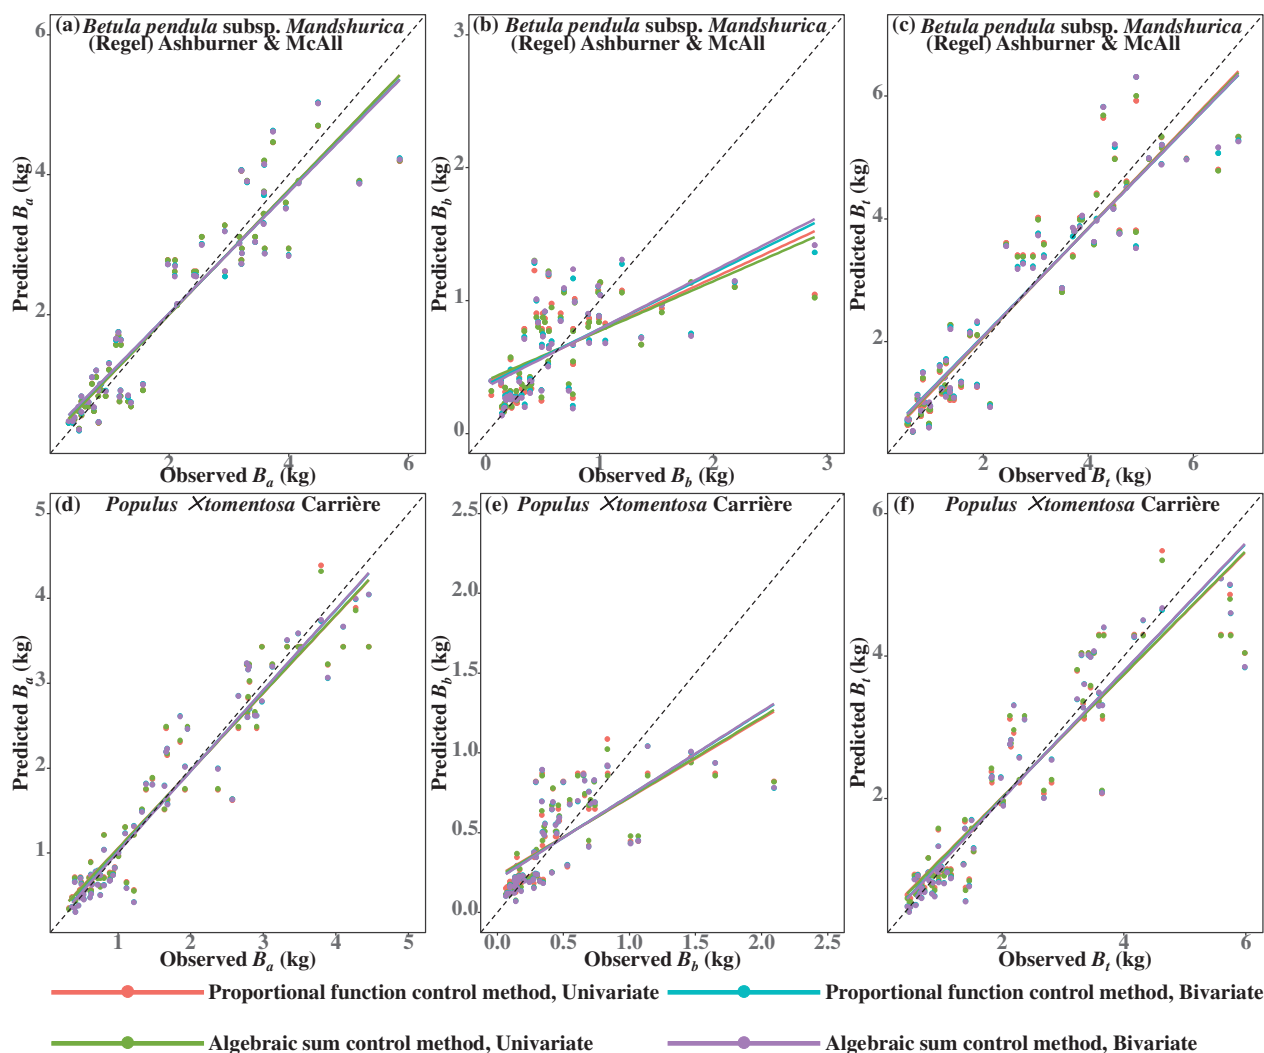 (a) Betula pendula subsp. Mandshurica
(Regel) Ashburner & McAll
6
4
2
Predicted Ba (kg)
2
4
6
Observed Ba (kg)
(b) Betula pendula subsp. Mandshurica
(Regel) Ashburner & McAll
3
2
1
0
Predicted Bb (kg)
0
1
2
3
Observed Bb (kg)
(c) Betula pendula subsp. Mandshurica
(Regel) Ashburner & McAll
6
4
2
Predicted Bt (kg)
2
4
6
Observed Bt (kg)
(d) Populus ×tomentosa Carrière
5
4
3
2
1
Predicted Ba (kg)
1
2
3
4
5
Observed Ba (kg)
(e) Populus ×tomentosa Carrière
2.5
2.0
1.5
1.0
0.5
0.0
Predicted Bb (kg)
0.0
0.5
1.0
1.5
2.0
2.5
Observed Bb (kg)
(f) Populus ×tomentosa Carrière
6
4
2
Predicted Bt (kg)
2
4
6
Observed Bt (kg)
Proportional function control method, Univariate
Proportional function control method, Bivariate
Algebraic sum control method, Univariate
Algebraic sum control method, Bivariate